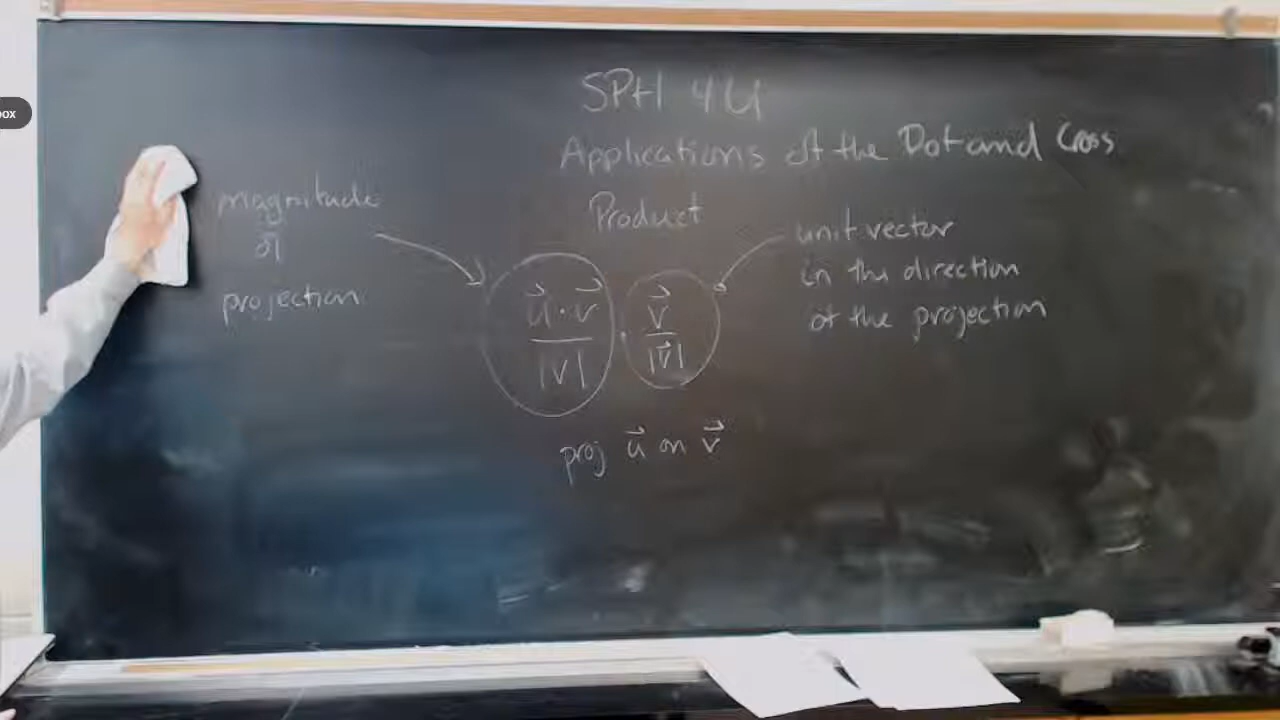 SPH 4U
Applications of the Dot and Cross
Product
magnitude
of
projection
unit vector
in the direction
of the projection
u⃗·v⃗ / |v| · v⃗ / |v⃗|
proj u⃗ on v⃗
box